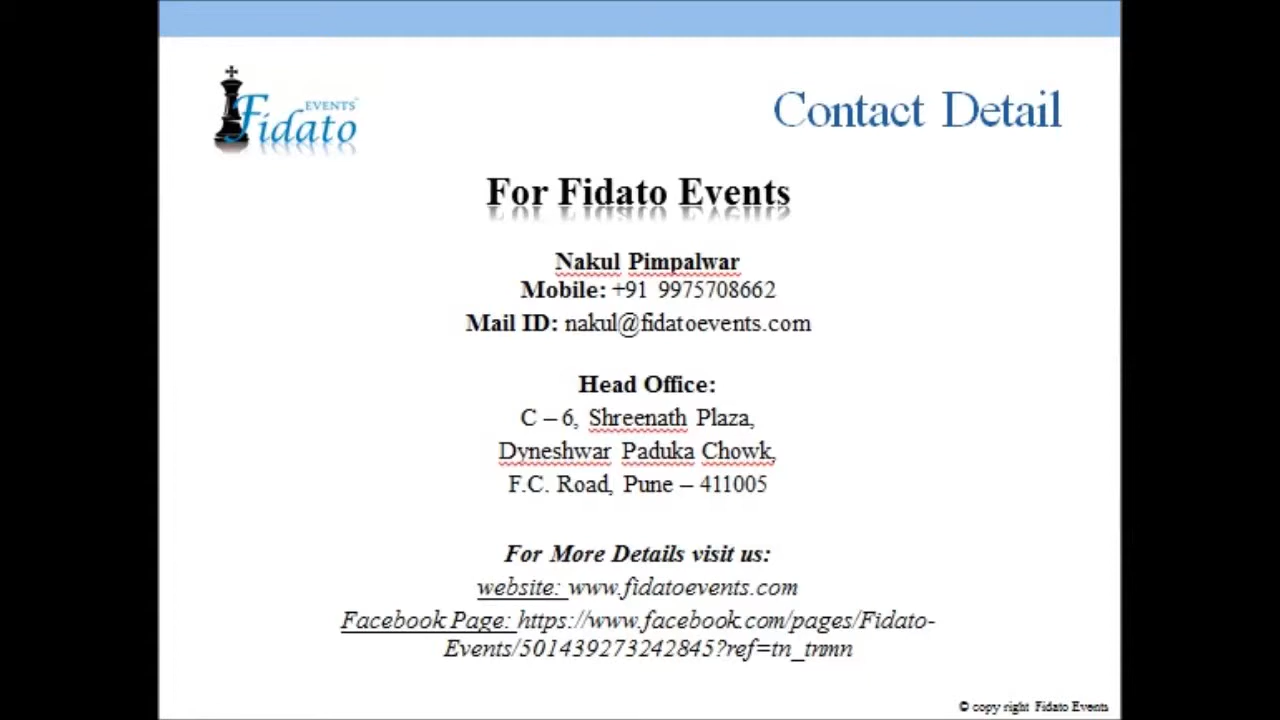 EVENTS
Fidato
Contact Detail
For Fidato Events
Nakul Pimpalwar
Mobile: +91 9975708662
Mail ID: nakul@fidatoevents.com
Head Office:
C – 6, Shreenath Plaza,
Dyneshwar Paduka Chowk,
F.C. Road, Pune – 411005
For More Details visit us:
website: www.fidatoevents.com
Facebook Page: https://www.facebook.com/pages/Fidato-
Events/501439273242845?ref=tn_tnmn
© copy right Fidato Events